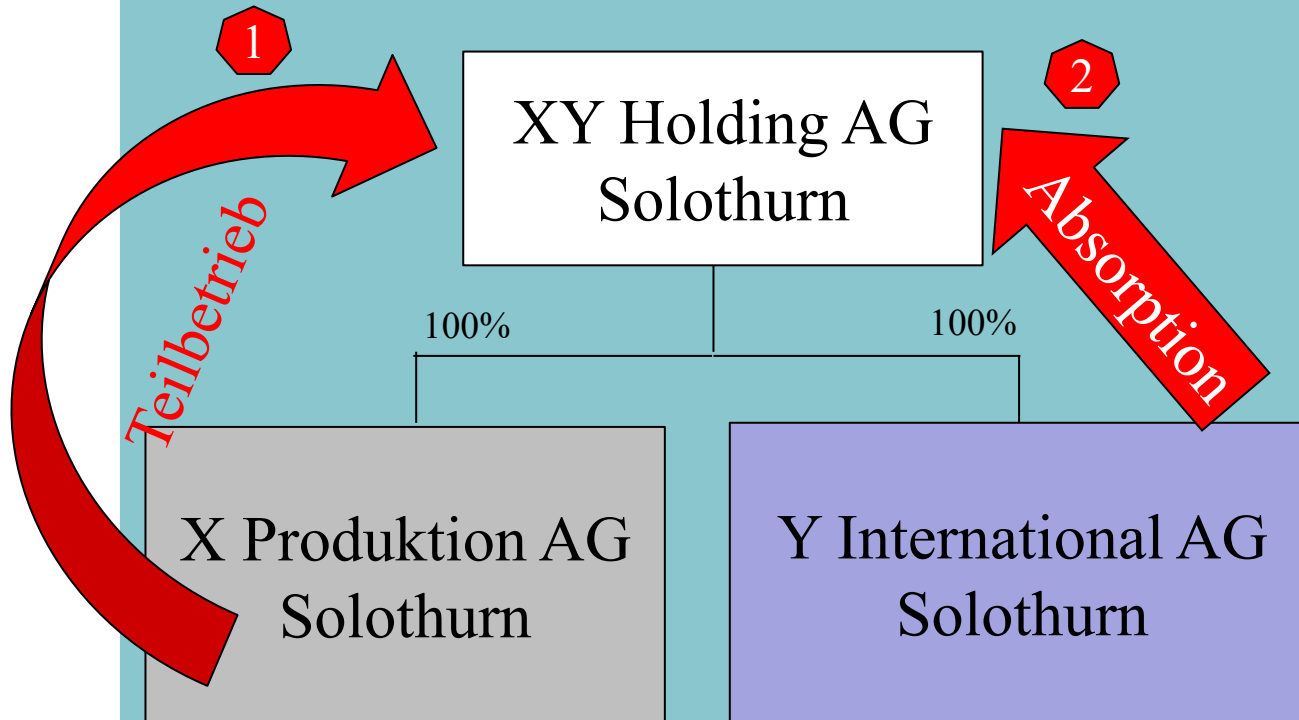 1
2
XY Holding AG
Solothurn
Teilbetrieb
Absorption
100%
100%
X Produktion AG
Solothurn
Y International AG
Solothurn